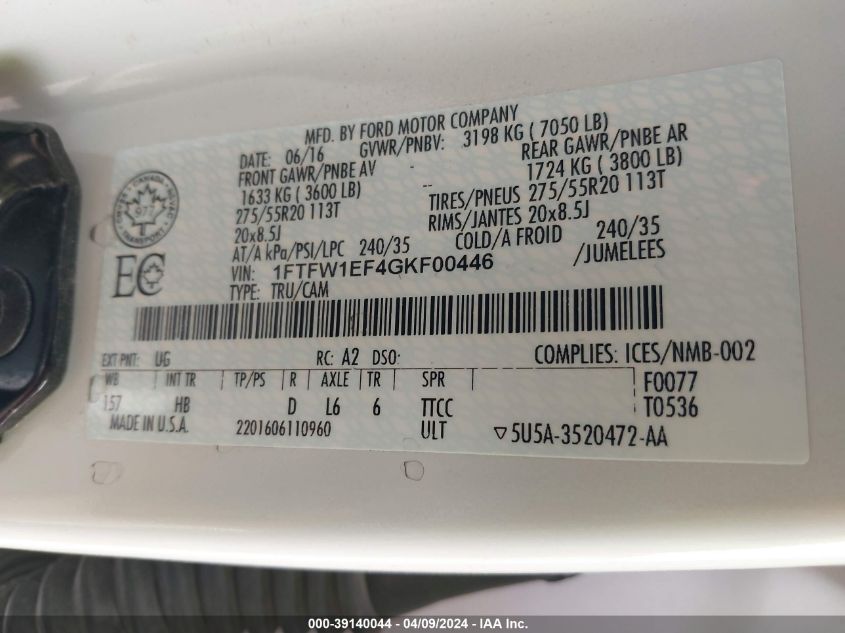 MFD. BY FORD MOTOR COMPANY
DATE: 06/16 GVWR/PNBV: 3198 KG ( 7050 LB)
FRONT GAWR/PNBE AV REAR GAWR/PNBE AR
1633 KG ( 3600 LB) -- 1724 KG ( 3800 LB)
275/55R20 113T TIRES/PNEUS 275/55R20 113T
20x8.5J -- RIMS/JANTES 20x8.5J
AT/A kPa/PSI/LPC 240/35 COLD/A FROID 240/35
VIN: 1FTFW1EF4GKF00446 /JUMELEES
TYPE: TRU/CAM
CANADA
977
TRANSPORT
EC
EXT PNT: UG RC: A2 DSO: COMPLIES: ICES/NMB-002
WB INT TR TP/PS R AXLE TR SPR F0077
157 HB D L6 6 TTCC T0536
MADE IN U.S.A. 2201606110960 ULT ▽5U5A-3520472-AA
000-39140044 - 04/09/2024 - IAA Inc.